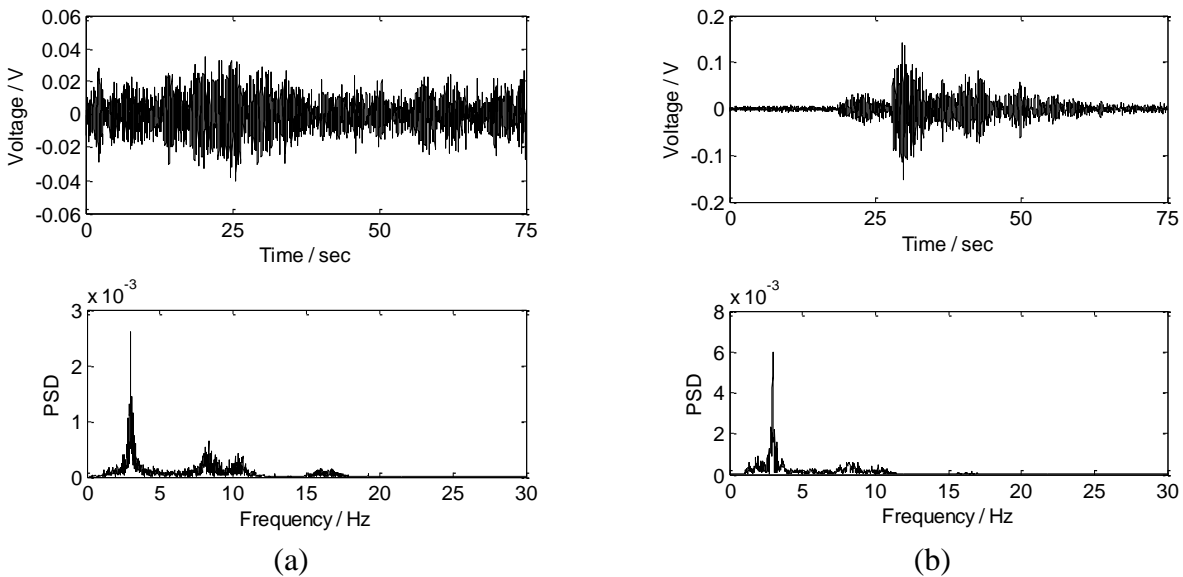 0.06
0.04
0.02
0
-0.02
-0.04
-0.06
Voltage / V
0 25 50 75
Time / sec
x 10⁻³
3
2
1
0
PSD
0 5 10 15 20 25 30
Frequency / Hz
(a)
0.2
0.1
0
-0.1
-0.2
Voltage / V
0 25 50 75
Time / sec
x 10⁻³
8
6
4
2
0
PSD
0 5 10 15 20 25 30
Frequency / Hz
(b)